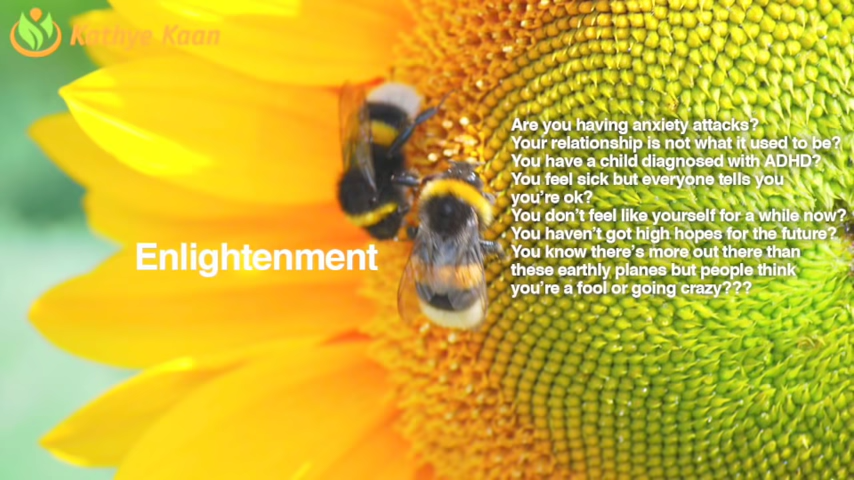 Kathye Kaan
Are you having anxiety attacks?
Your relationship is not what it used to be?
You have a child diagnosed with ADHD?
You feel sick but everyone tells you
you're ok?
You don't feel like yourself for a while now?
You haven't got high hopes for the future?
You know there's more out there than
these earthly planes but people think
you're a fool or going crazy???
Enlightenment